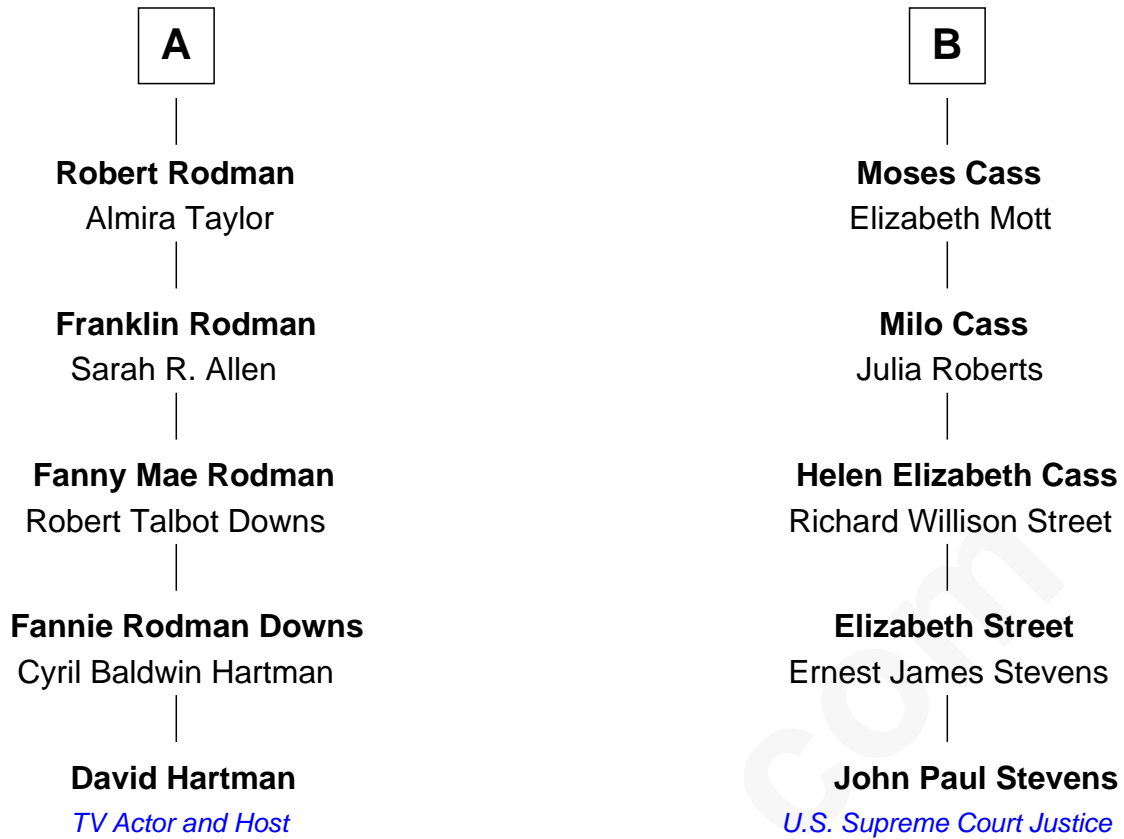 A
Robert Rodman
Almira Taylor
Franklin Rodman
Sarah R. Allen
Fanny Mae Rodman
Robert Talbot Downs
Fannie Rodman Downs
Cyril Baldwin Hartman
David Hartman
TV Actor and Host
B
Moses Cass
Elizabeth Mott
Milo Cass
Julia Roberts
Helen Elizabeth Cass
Richard Willison Street
Elizabeth Street
Ernest James Stevens
John Paul Stevens
U.S. Supreme Court Justice
com